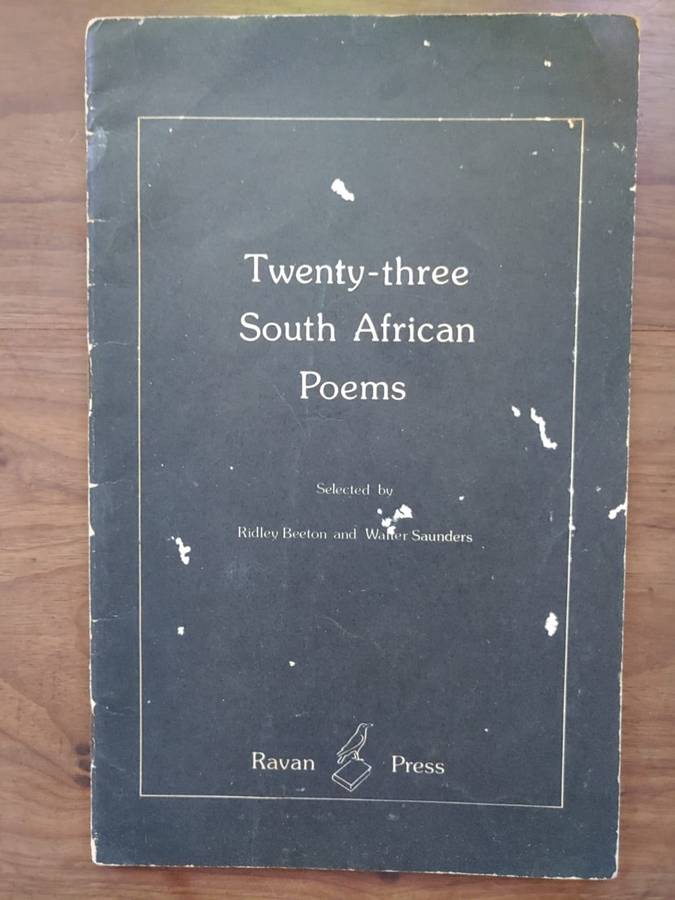 Twenty-three
South African
Poems
Selected by
Ridley Beeton and Walter Saunders
Ravan Press